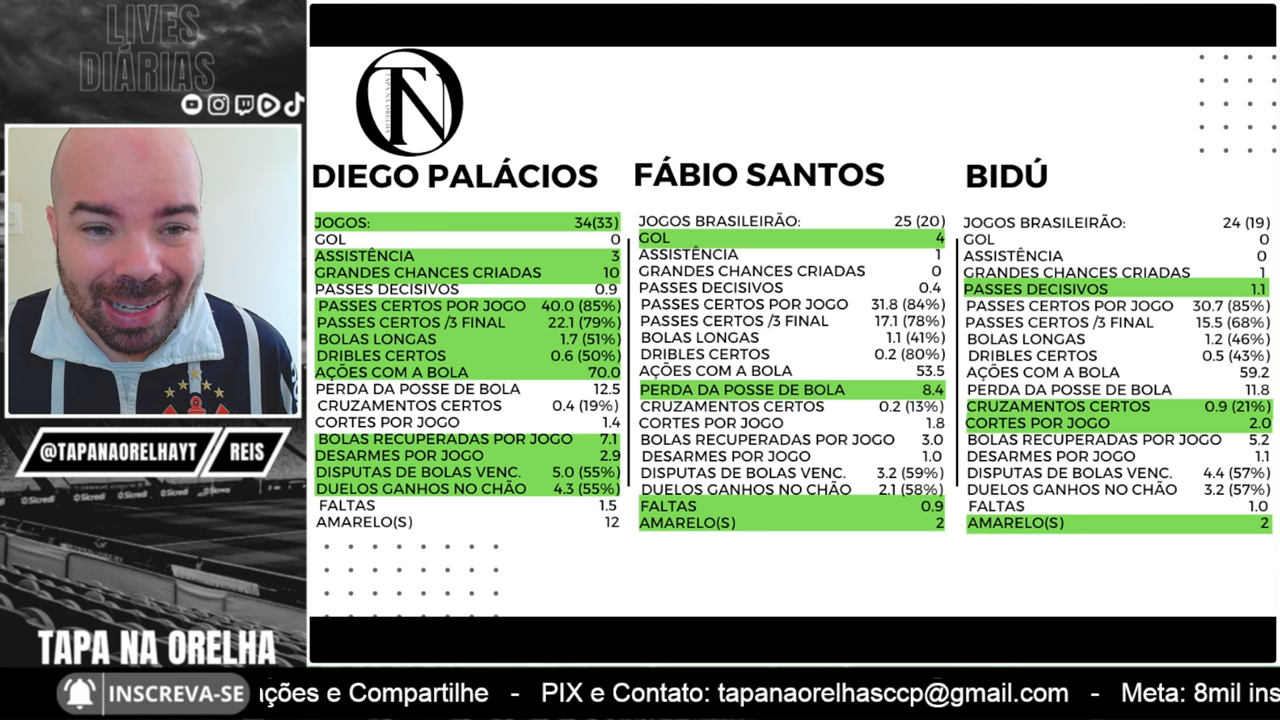 LIVES
DIÁRIAS
TN
TAPA NA ORELHA
DIEGO PALÁCIOS
JOGOS: 34(33)
GOL 0
ASSISTÊNCIA 3
GRANDES CHANCES CRIADAS 10
PASSES DECISIVOS 0.9
PASSES CERTOS POR JOGO 40.0 (85%)
PASSES CERTOS /3 FINAL 22.1 (79%)
BOLAS LONGAS 1.7 (51%)
DRIBLES CERTOS 0.6 (50%)
AÇÕES COM A BOLA 70.0
PERDA DA POSSE DE BOLA 12.5
CRUZAMENTOS CERTOS 0.4 (19%)
CORTES POR JOGO 1.4
BOLAS RECUPERADAS POR JOGO 7.1
DESARMES POR JOGO 2.9
DISPUTAS DE BOLAS VENC. 5.0 (55%)
DUELOS GANHOS NO CHÃO 4.3 (55%)
FALTAS 1.5
AMARELO(S) 12
FÁBIO SANTOS
JOGOS BRASILEIRÃO: 25 (20)
GOL 4
ASSISTÊNCIA 1
GRANDES CHANCES CRIADAS 0
PASSES DECISIVOS 0.4
PASSES CERTOS POR JOGO 31.8 (84%)
PASSES CERTOS /3 FINAL 17.1 (78%)
BOLAS LONGAS 1.1 (41%)
DRIBLES CERTOS 0.2 (80%)
AÇÕES COM A BOLA 53.5
PERDA DA POSSE DE BOLA 8.4
CRUZAMENTOS CERTOS 0.2 (13%)
CORTES POR JOGO 1.8
BOLAS RECUPERADAS POR JOGO 3.0
DESARMES POR JOGO 1.0
DISPUTAS DE BOLAS VENC. 3.2 (59%)
DUELOS GANHOS NO CHÃO 2.1 (58%)
FALTAS 0.9
AMARELO(S) 2
BIDÚ
JOGOS BRASILEIRÃO: 24 (19)
GOL 0
ASSISTÊNCIA 0
GRANDES CHANCES CRIADAS 1
PASSES DECISIVOS 1.1
PASSES CERTOS POR JOGO 30.7 (85%)
PASSES CERTOS /3 FINAL 15.5 (68%)
BOLAS LONGAS 1.2 (46%)
DRIBLES CERTOS 0.5 (43%)
AÇÕES COM A BOLA 59.2
PERDA DA POSSE DE BOLA 11.8
CRUZAMENTOS CERTOS 0.9 (21%)
CORTES POR JOGO 2.0
BOLAS RECUPERADAS POR JOGO 5.2
DESARMES POR JOGO 1.1
DISPUTAS DE BOLAS VENC. 4.4 (57%)
DUELOS GANHOS NO CHÃO 3.2 (57%)
FALTAS 1.0
AMARELO(S) 2
@TAPANAORELHAYT REIS
Sicredi Sicredi Sicredi Sicredi
TAPA NA ORELHA
INSCREVA-SE
ações e Compartilhe - PIX e Contato: tapanaorelhasccp@gmail.com - Meta: 8mil ins